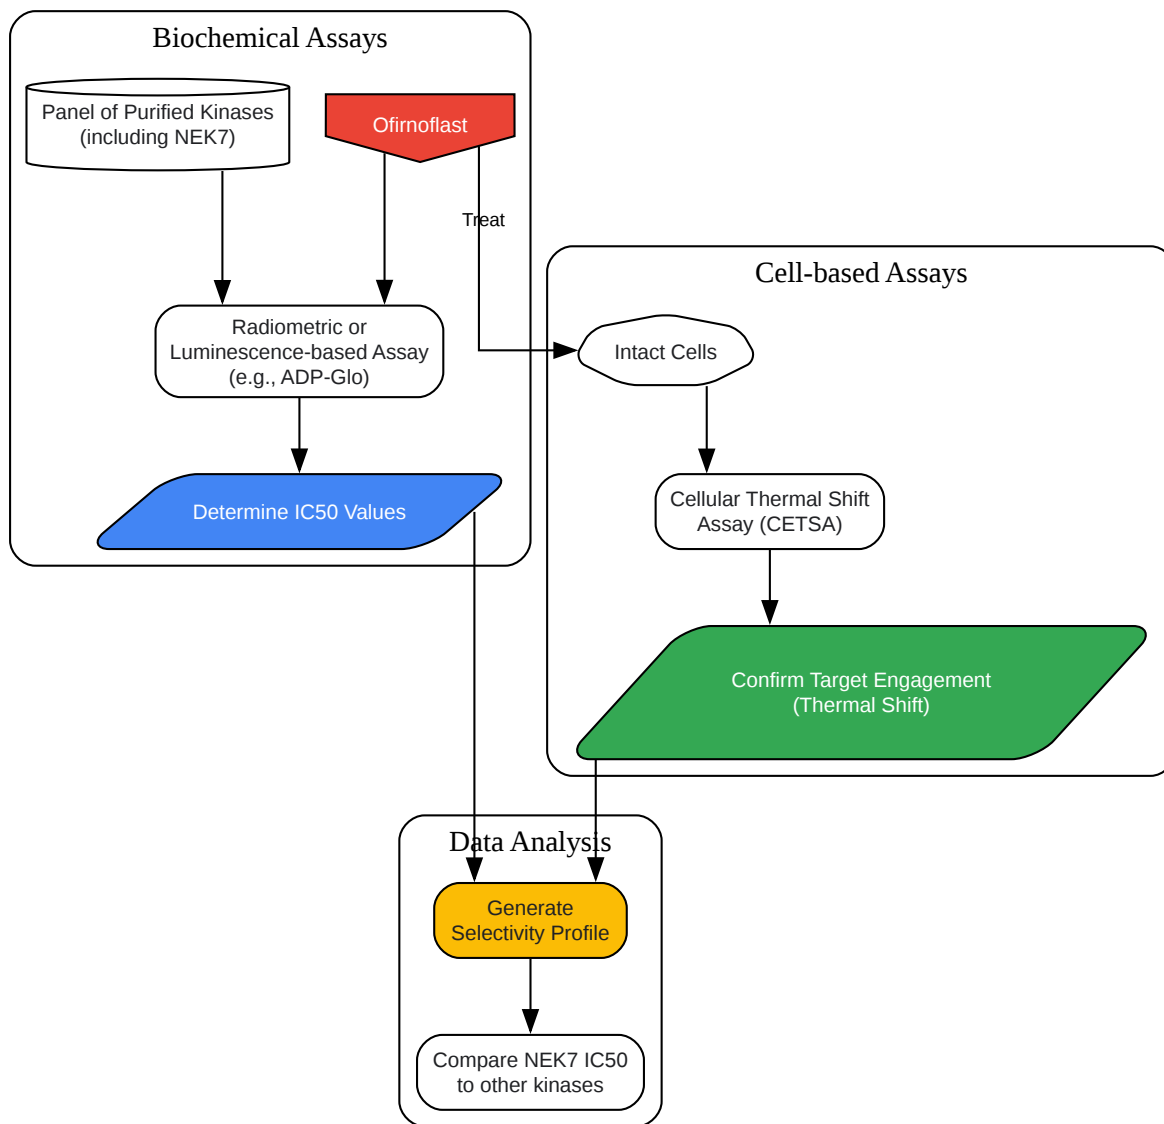 Biochemical Assays
Panel of Purified Kinases
(including NEK7)
Ofirnoflast
Treat
Radiometric or
Luminescence-based Assay
(e.g., ADP-Glo)
Determine IC50 Values
Cell-based Assays
Intact Cells
Cellular Thermal Shift
Assay (CETSA)
Confirm Target Engagement
(Thermal Shift)
Data Analysis
Generate
Selectivity Profile
Compare NEK7 IC50
to other kinases